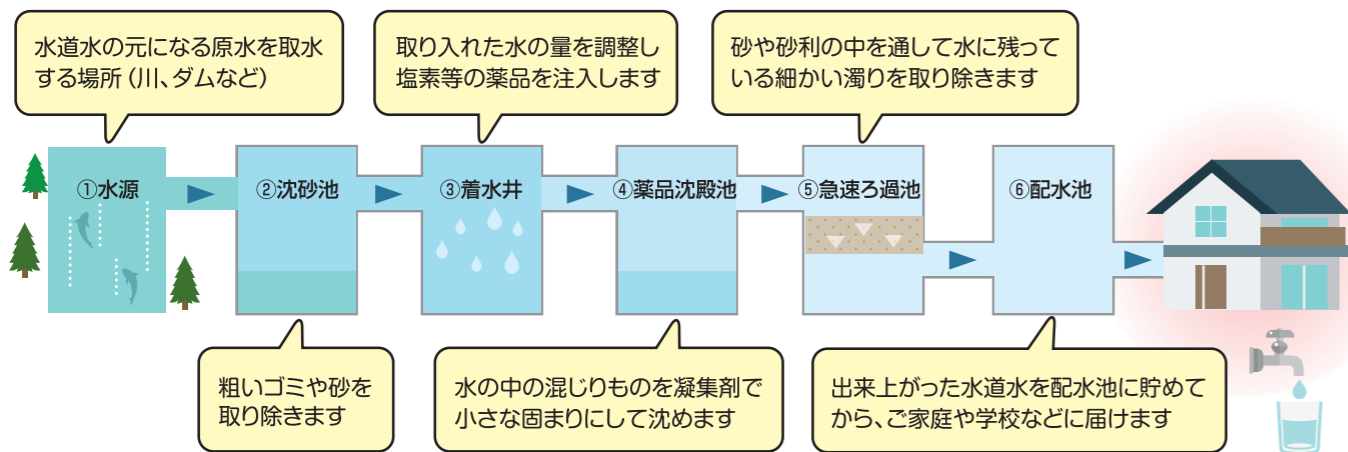 水道水の元になる原水を取水
する場所（川、ダムなど）
取り入れた水の量を調整し
塩素等の薬品を注入します
砂や砂利の中を通して水に残って
いる細かい濁りを取り除きます
①水源
②沈砂池
③着水井
④薬品沈殿池
⑤急速ろ過池
⑥配水池
粗いゴミや砂を
取り除きます
水の中の混じりものを凝集剤で
小さな固まりにして沈めます
出来上がった水道水を配水池に貯めて
から、ご家庭や学校などに届けます